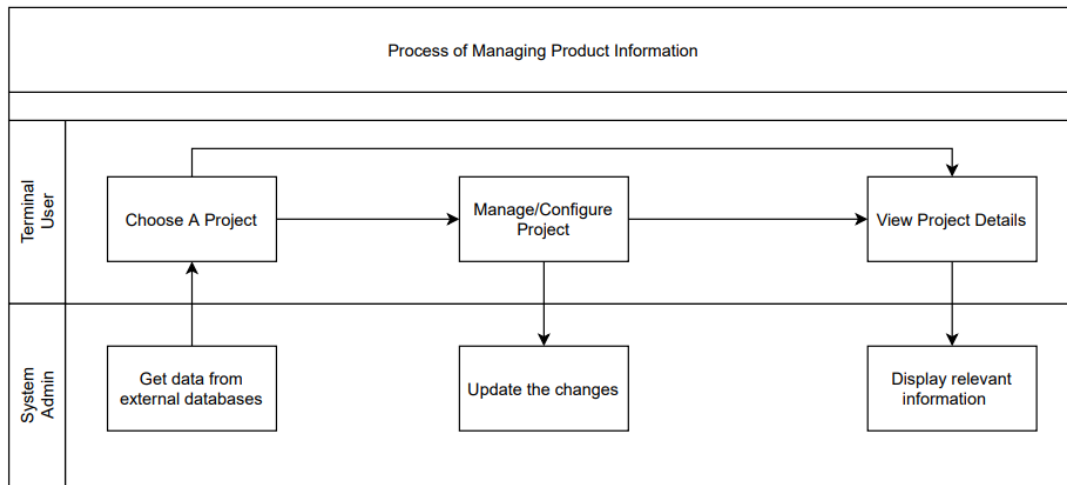 Process of Managing Product Information
Terminal
User
Choose A Project
Manage/Configure
Project
View Project Details
System
Admin
Get data from
external databases
Update the changes
Display relevant
information